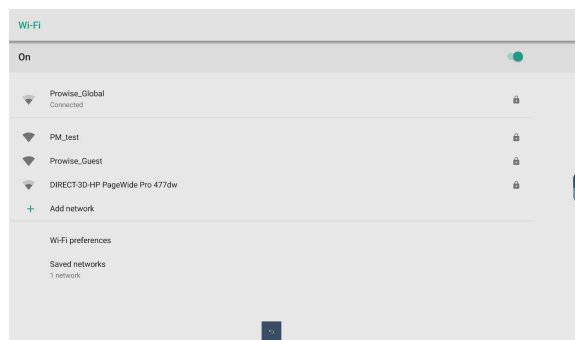 Wi-Fi
On
Prowise_Global
Connected
PM_test
Prowise_Guest
DIRECT-3D-HP PageWide Pro 477dw
Add network
Wi-Fi preferences
Saved networks
1 network